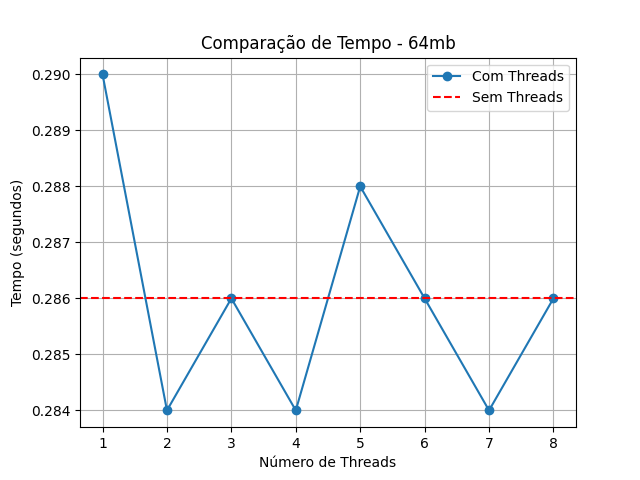 Comparação de Tempo - 64mb
Com Threads
Sem Threads
Tempo (segundos)
0.290
0.289
0.288
0.287
0.286
0.285
0.284
1 2 3 4 5 6 7 8
Número de Threads